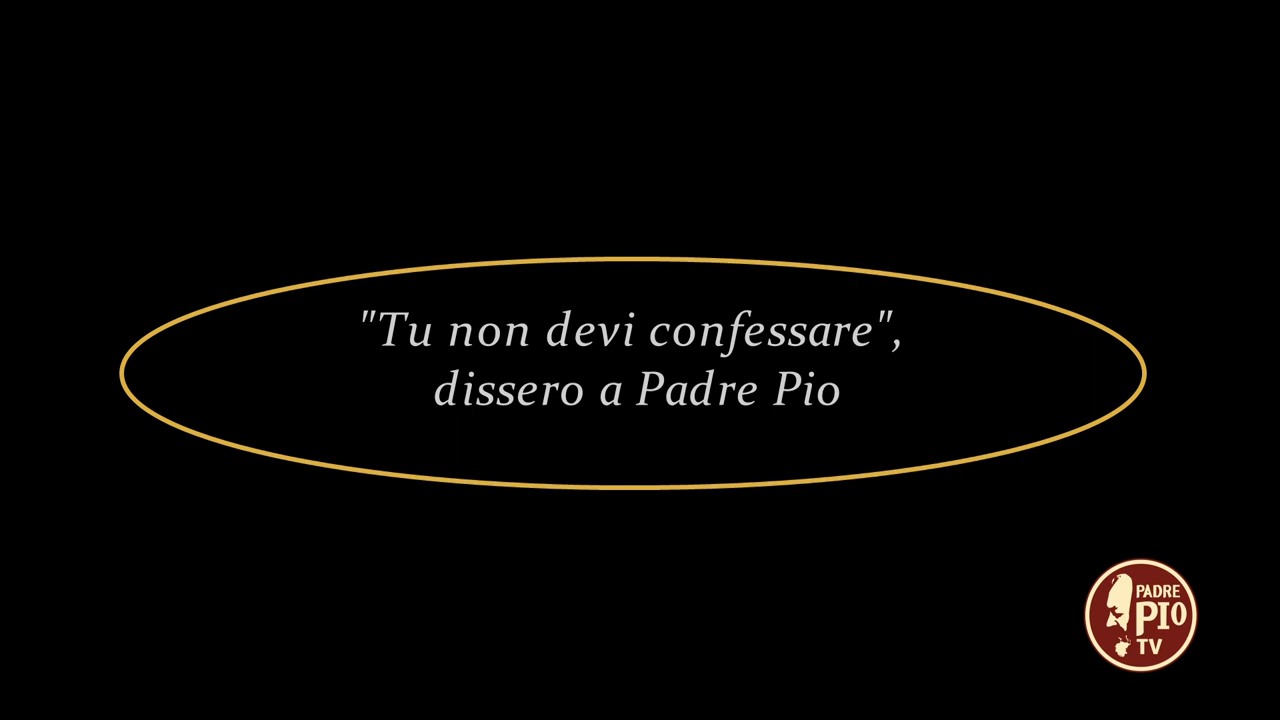 "Tu non devi confessare",
dissero a Padre Pio
PADRE
PIO
TV